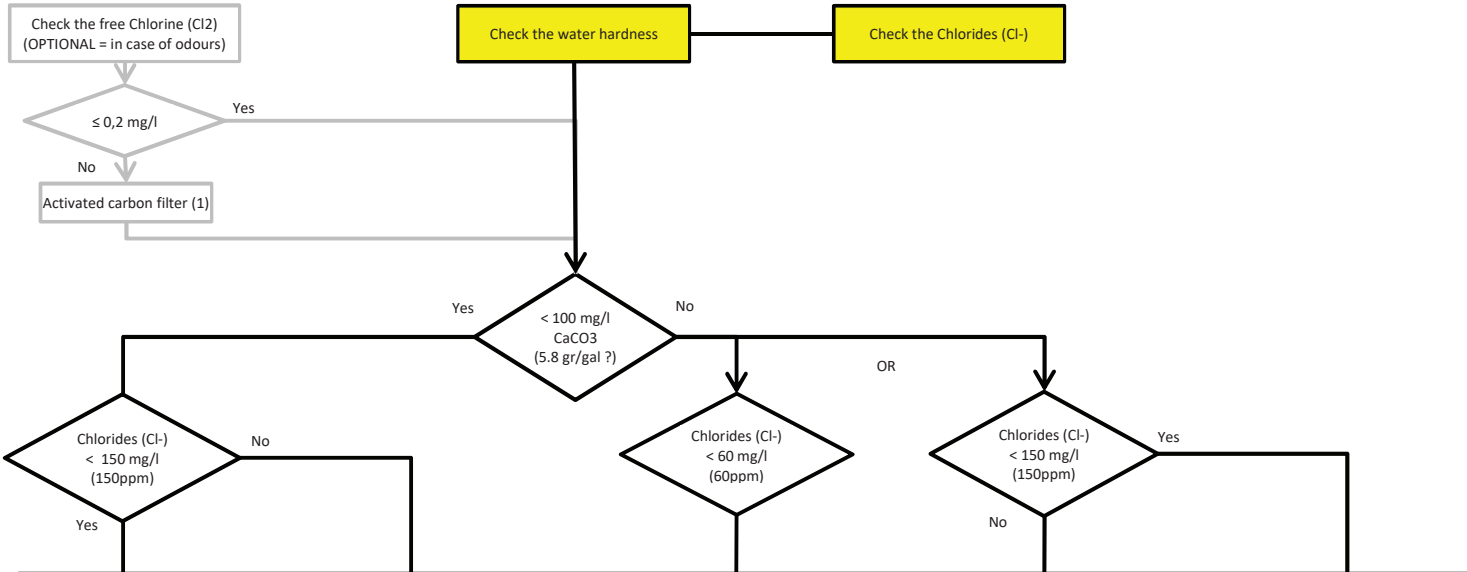 Check the free Chlorine (Cl2)
(OPTIONAL = in case of odours)
Check the water hardness
Check the Chlorides (Cl-)
≤ 0,2 mg/l
Yes
No
Activated carbon filter (1)
Yes
< 100 mg/l
CaCO3
(5.8 gr/gal ?)
No
OR
Chlorides (Cl-)
< 150 mg/l
(150ppm)
No
Yes
Chlorides (Cl-)
< 60 mg/l
(60ppm)
Chlorides (Cl-)
< 150 mg/l
(150ppm)
Yes
No